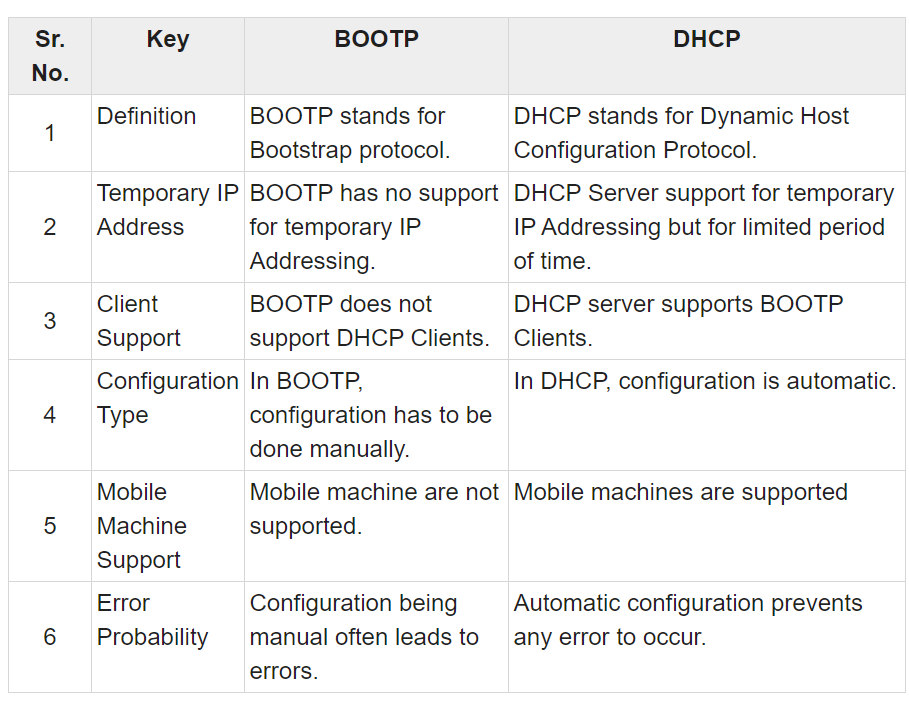 Sr. No. Key BOOTP DHCP
1 Definition BOOTP stands for Bootstrap protocol. DHCP stands for Dynamic Host Configuration Protocol.
2 Temporary IP Address BOOTP has no support for temporary IP Addressing. DHCP Server support for temporary IP Addressing but for limited period of time.
3 Client Support BOOTP does not support DHCP Clients. DHCP server supports BOOTP Clients.
4 Configuration Type In BOOTP, configuration has to be done manually. In DHCP, configuration is automatic.
5 Mobile Machine Support Mobile machine are not supported. Mobile machines are supported
6 Error Probability Configuration being manual often leads to errors. Automatic configuration prevents any error to occur.